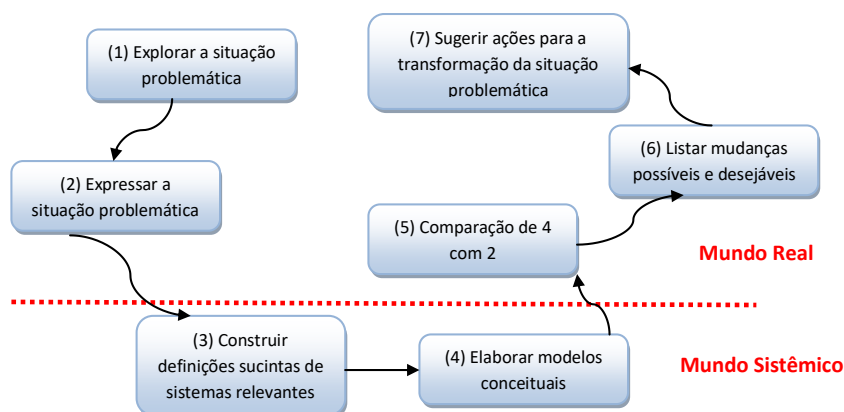 (1) Explorar a situação
problemática
(2) Expressar a
situação problemática
(3) Construir
definições sucintas de
sistemas relevantes
(4) Elaborar modelos
conceituais
(5) Comparação de 4
com 2
(6) Listar mudanças
possíveis e desejáveis
(7) Sugerir ações para a
transformação da situação
problemática
Mundo Real
Mundo Sistêmico